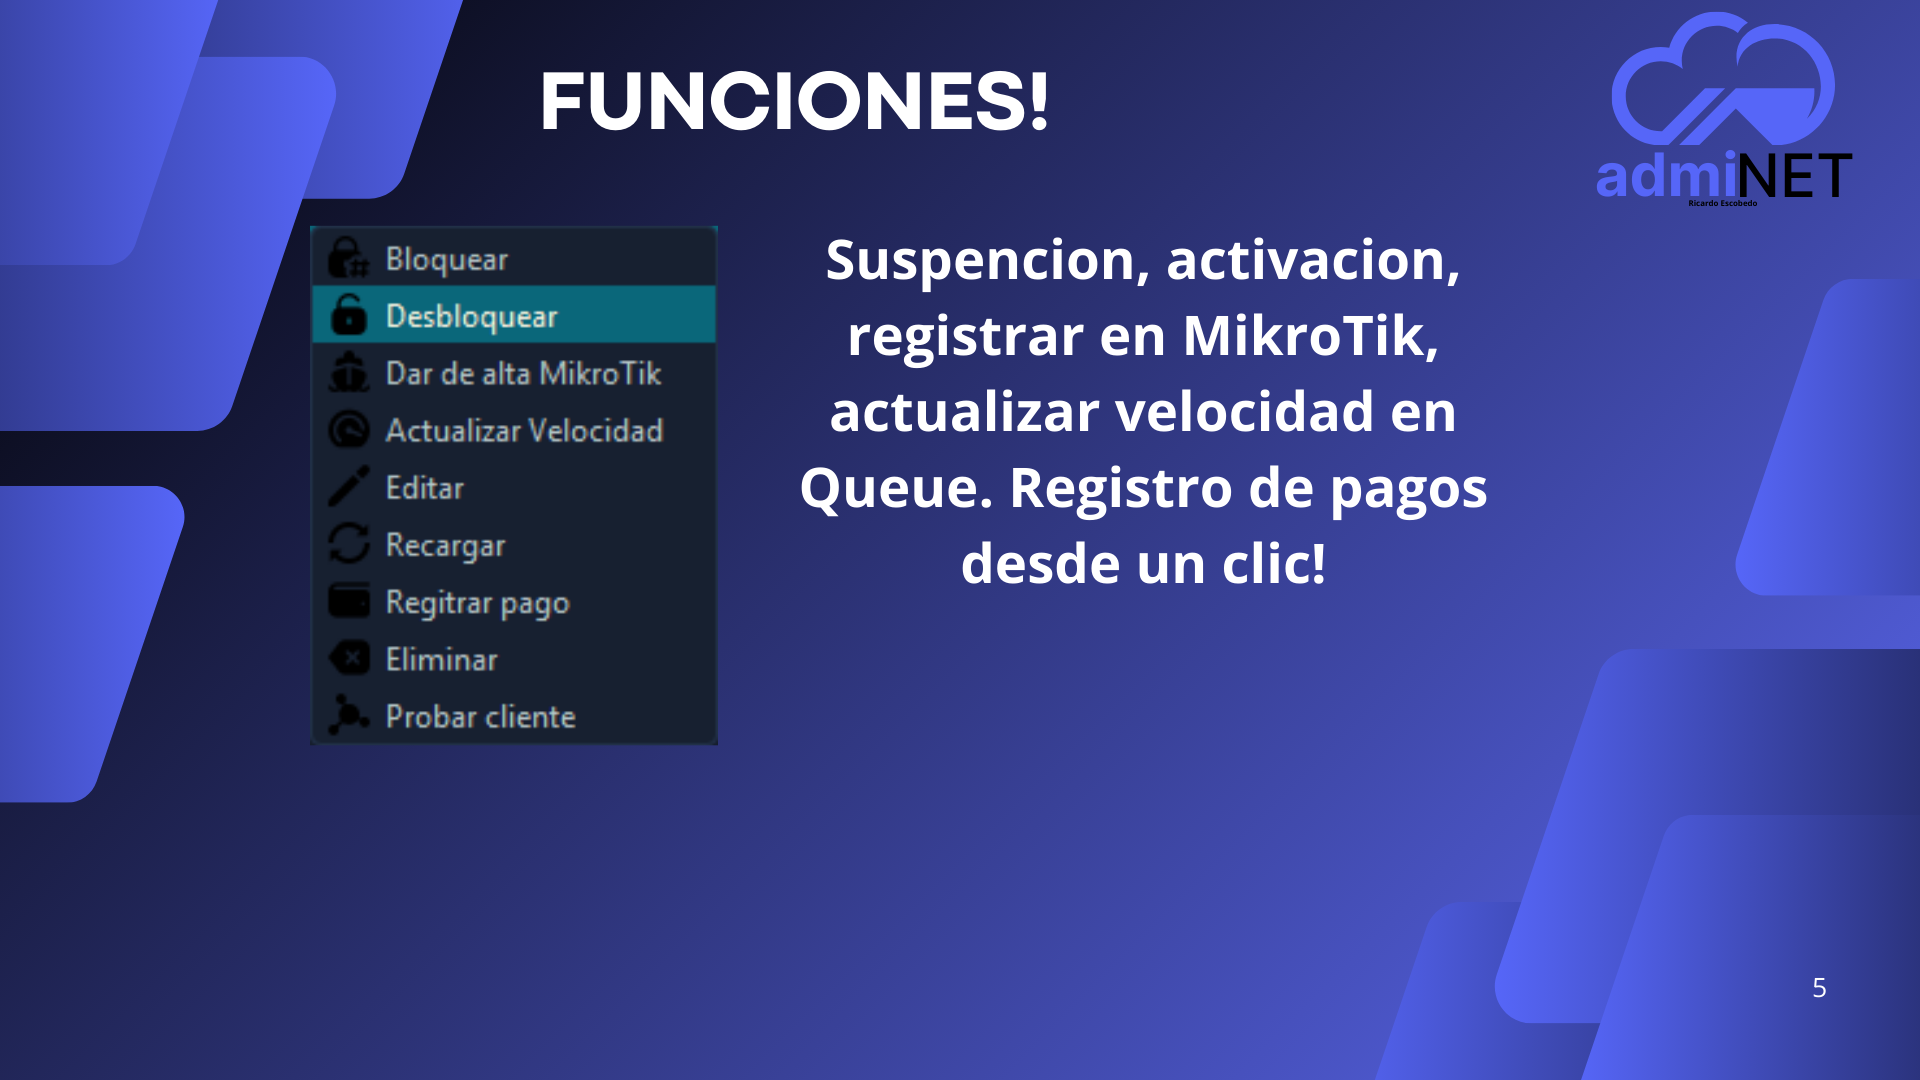 FUNCIONES!
admiNET
Ricardo Escobedo
Bloquear
Desbloquear
Dar de alta MikroTik
Actualizar Velocidad
Editar
Recargar
Regitrar pago
Eliminar
Probar cliente
Suspencion, activacion,
registrar en MikroTik,
actualizar velocidad en
Queue. Registro de pagos
desde un clic!
5